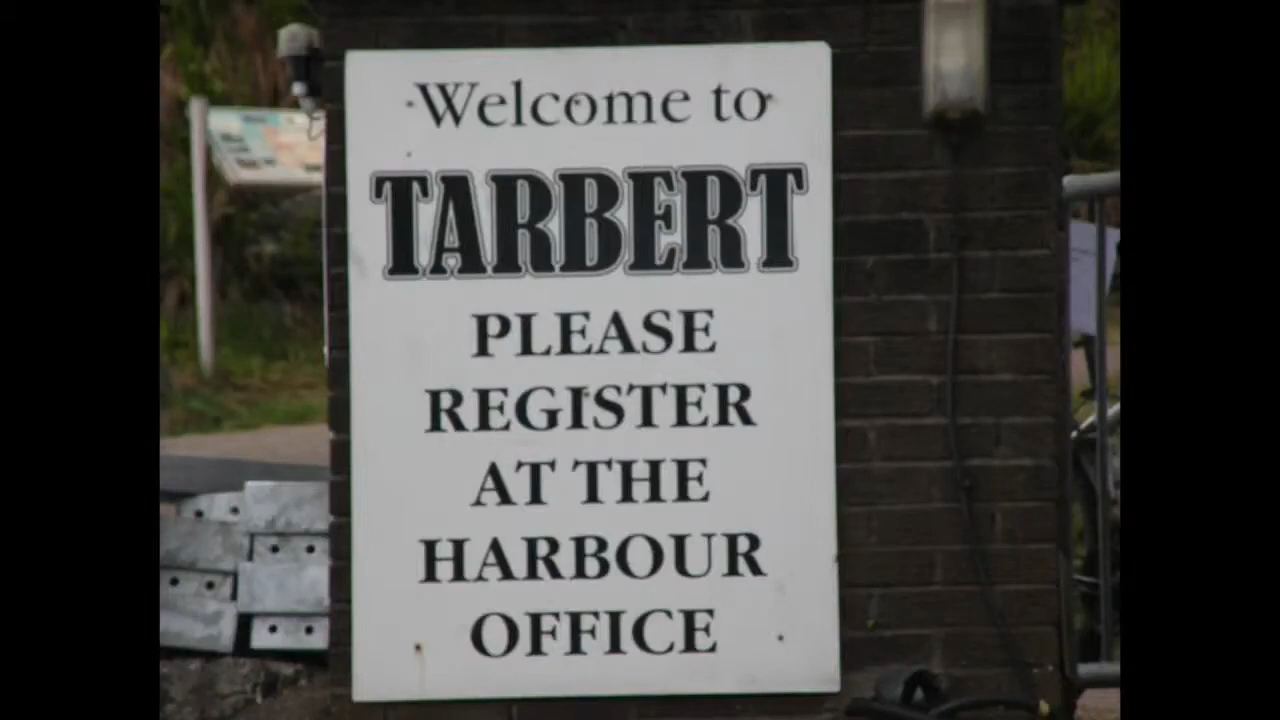 Welcome to
TARBERT
PLEASE
REGISTER
AT THE
HARBOUR
OFFICE